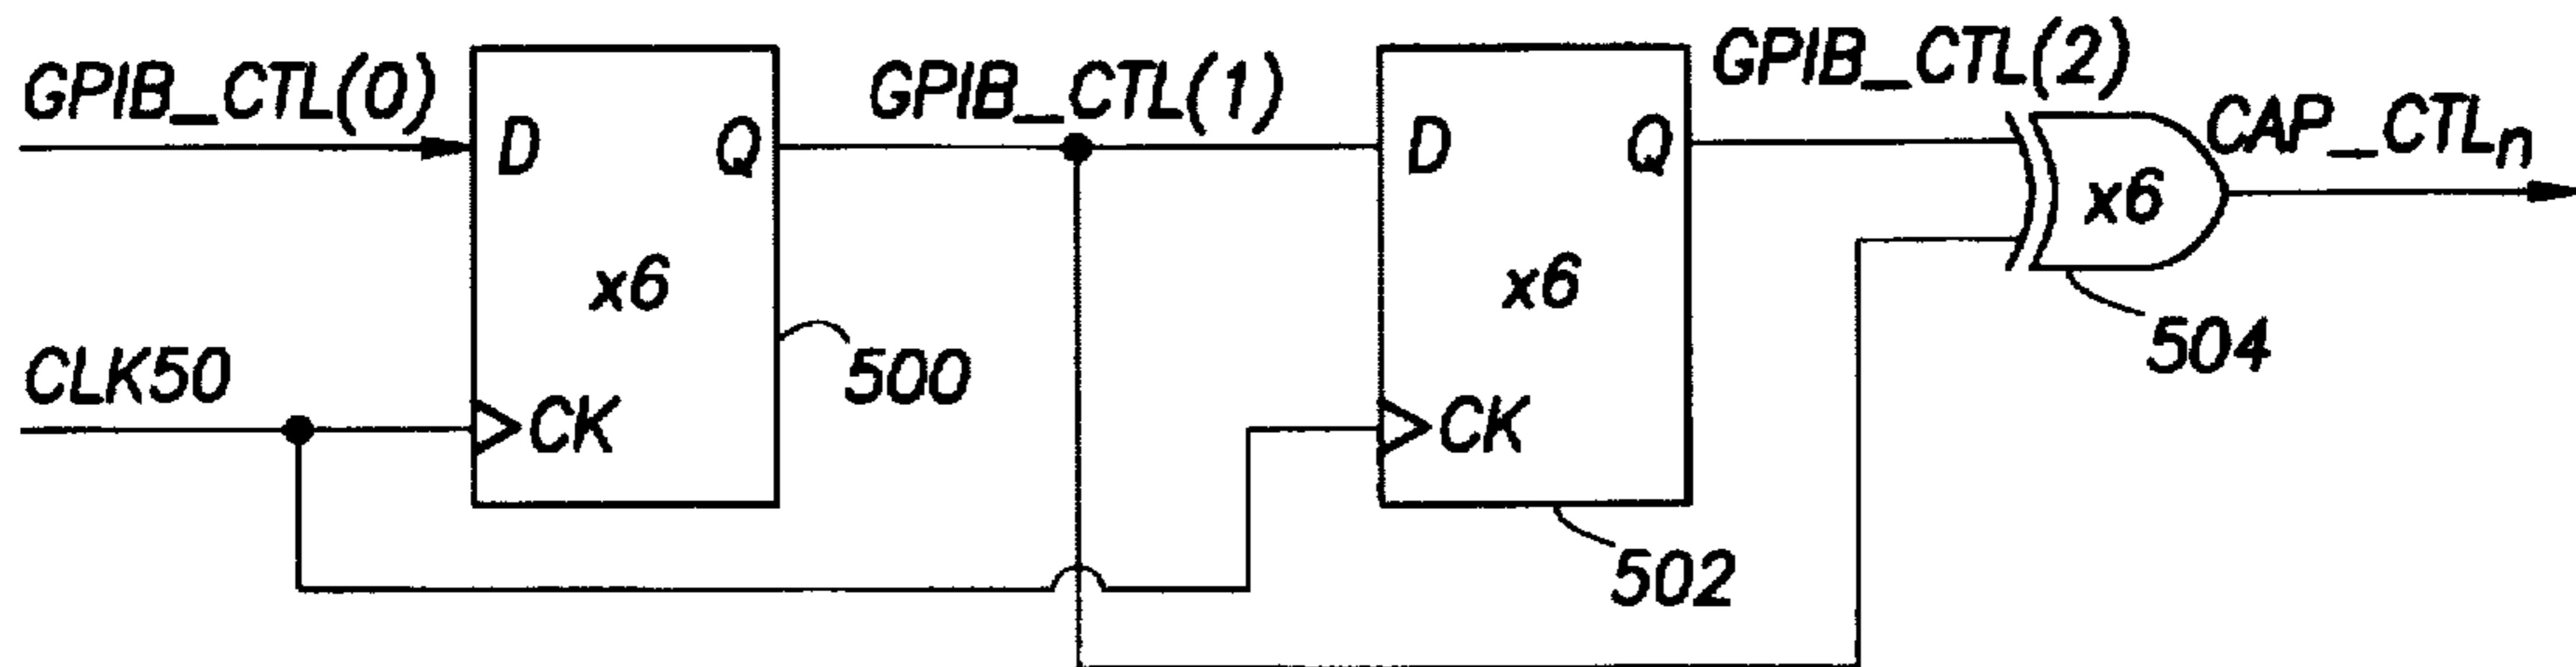 GPIB_CTL(0)
D
Q
x6
CLK50
CK
500
GPIB_CTL(1)
D
Q
x6
CK
502
GPIB_CTL(2)
x6
504
CAP_CTLn